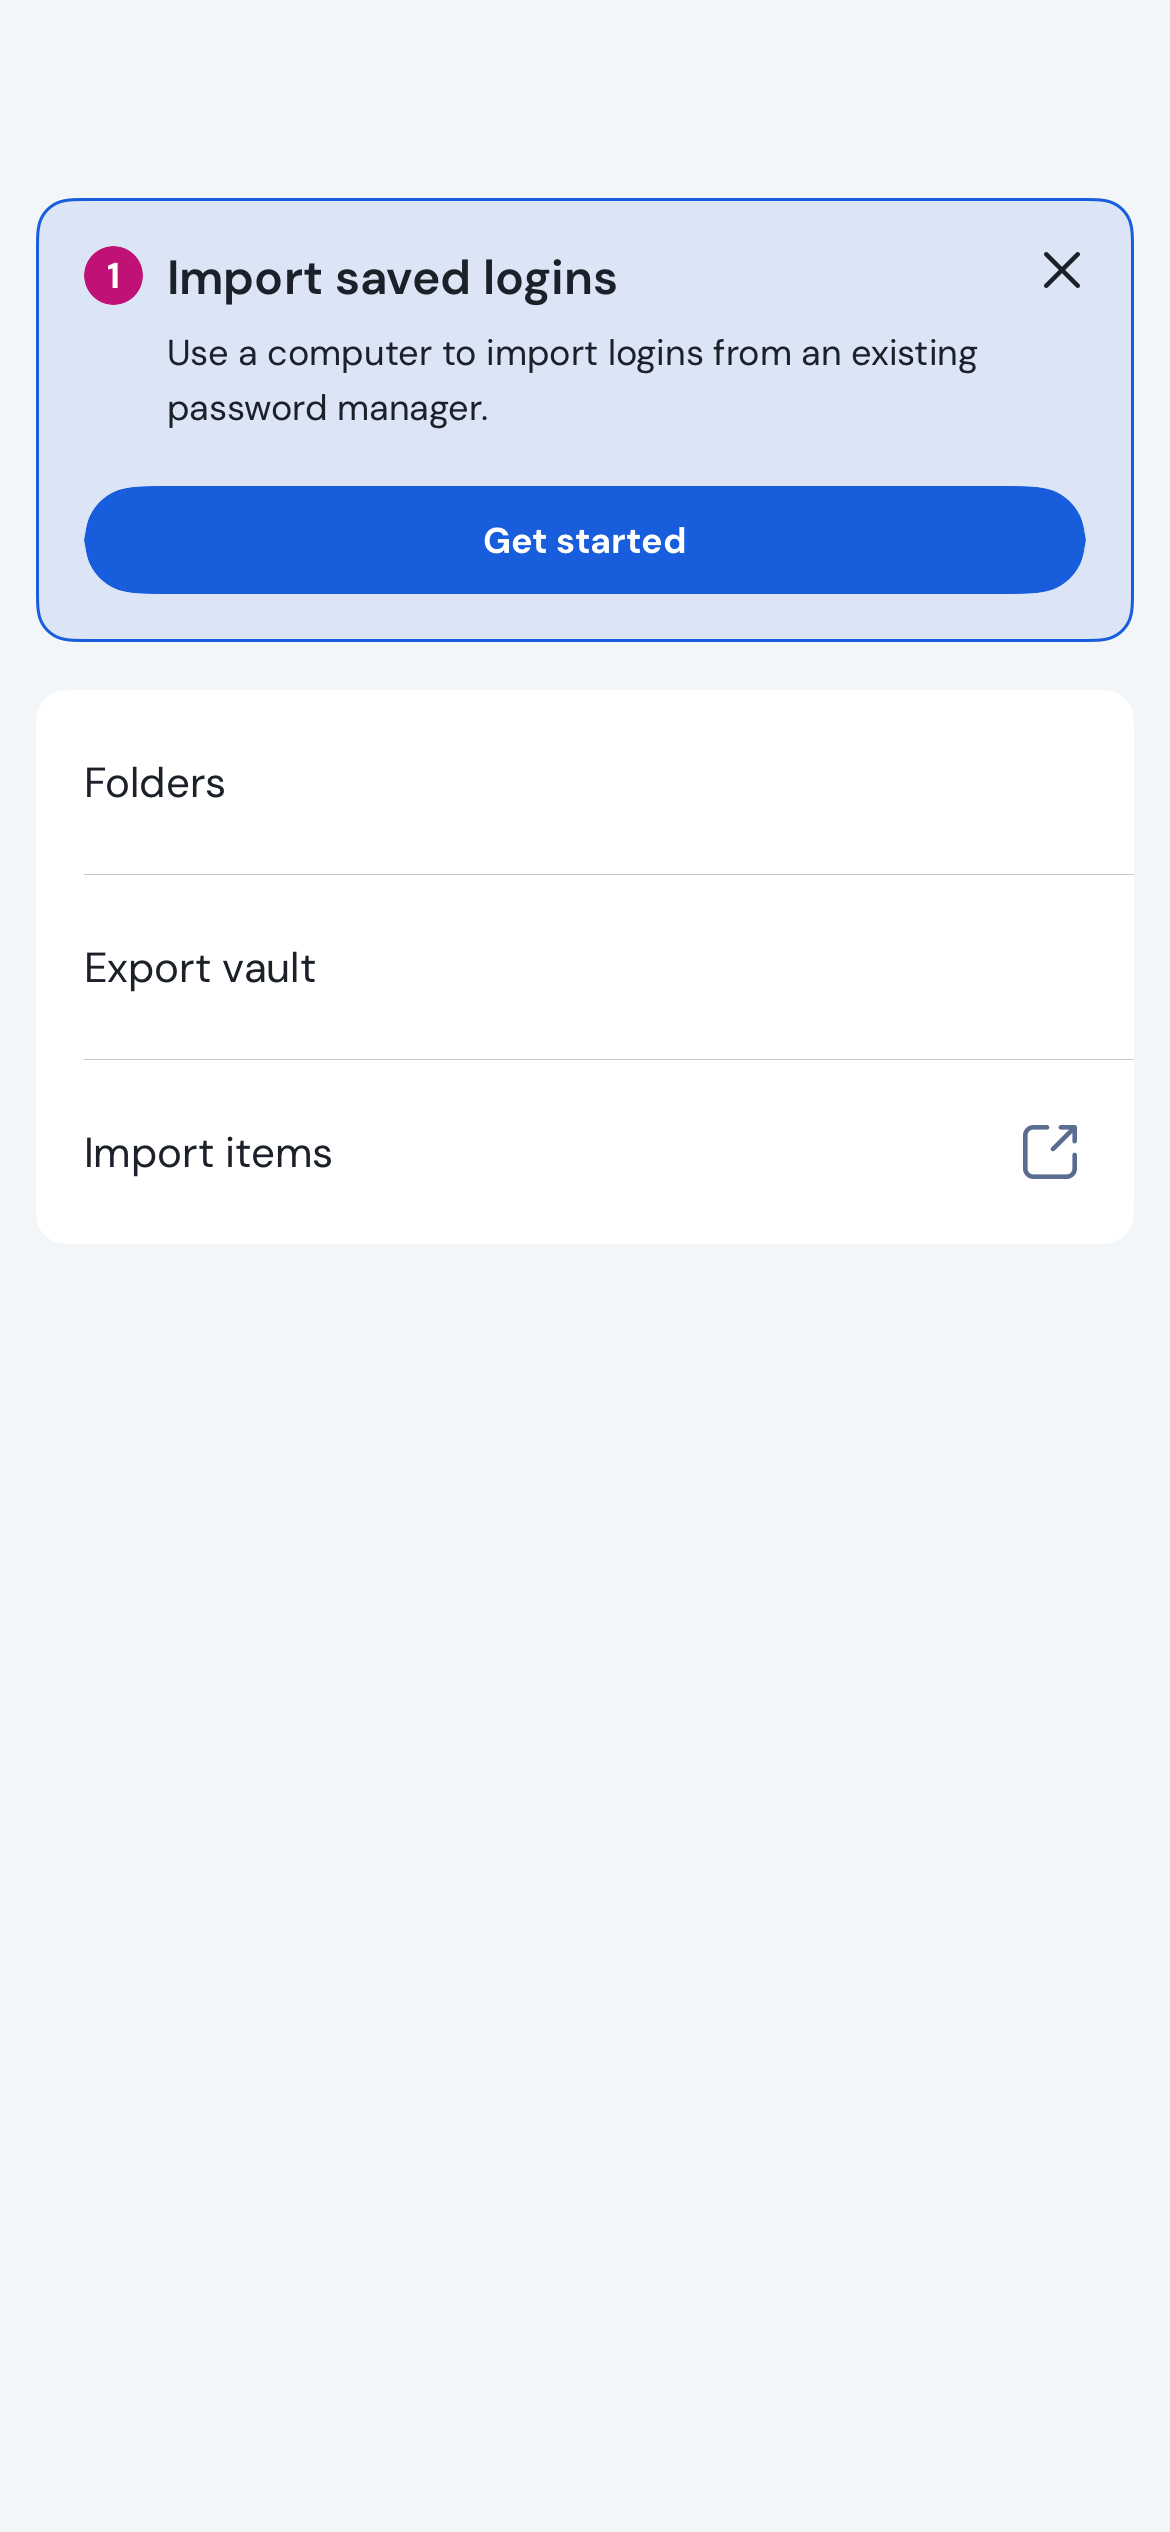 1 Import saved logins
Use a computer to import logins from an existing
password manager.
Get started
Folders
Export vault
Import items